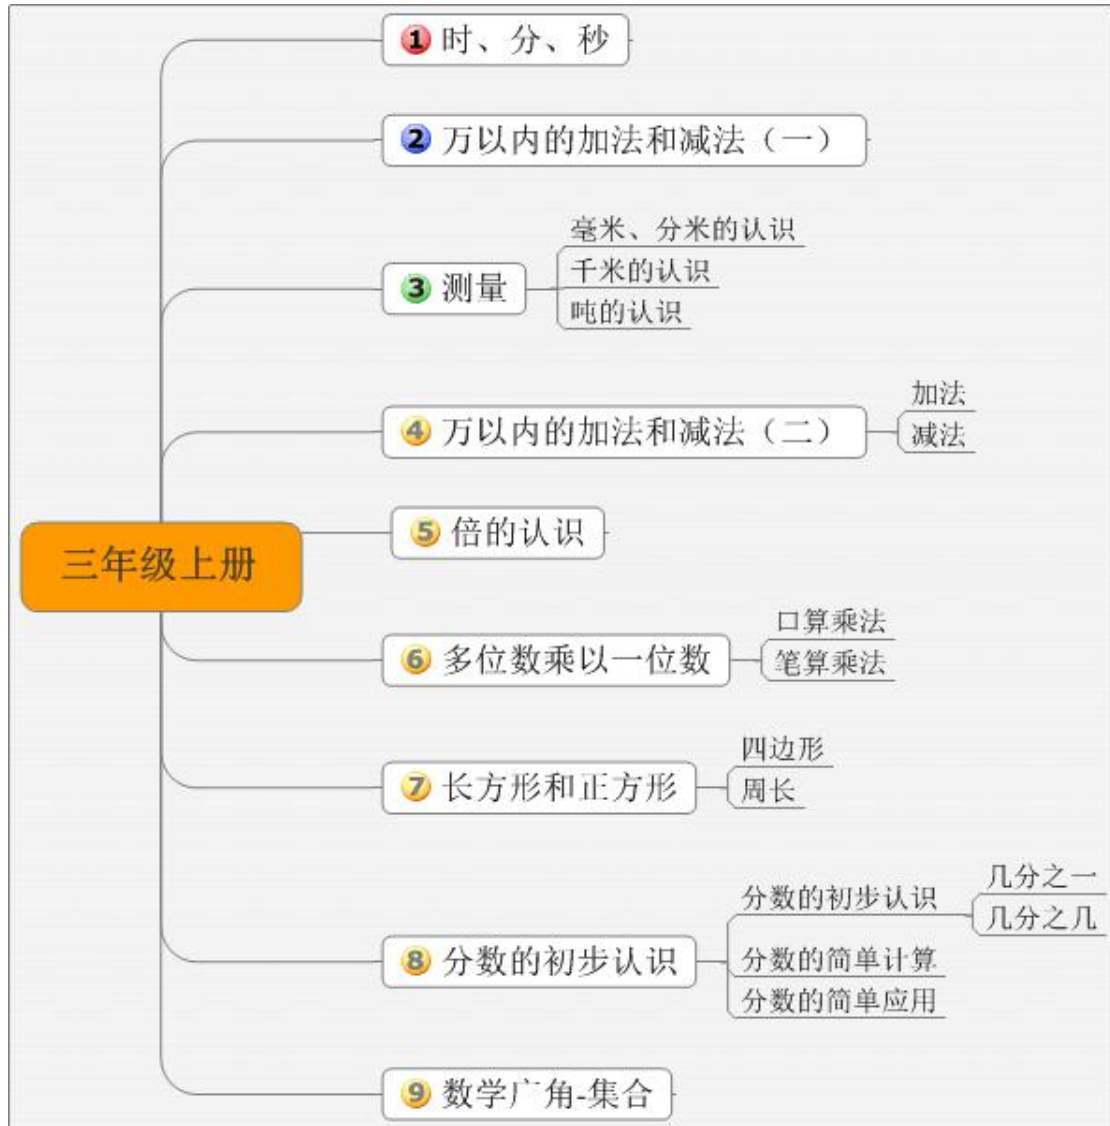 1 时、分、秒
2 万以内的加法和减法（一）
毫米、分米的认识
3 测量
千米的认识
吨的认识
加法
4 万以内的加法和减法（二）
减法
5 倍的认识
三年级上册
口算乘法
6 多位数乘以一位数
笔算乘法
四边形
7 长方形和正方形
周长
几分之一
分数的初步认识
几分之几
8 分数的初步认识
分数的简单计算
分数的简单应用
9 数学广角-集合